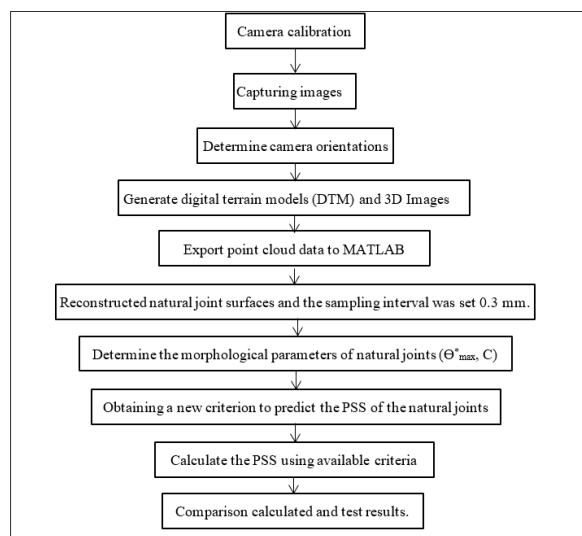 Camera calibration
Capturing images
Determine camera orientations
Generate digital terrain models (DTM) and 3D Images
Export point cloud data to MATLAB
Reconstructed natural joint surfaces and the sampling interval was set 0.3 mm.
Determine the morphological parameters of natural joints (Θ*max, C)
Obtaining a new criterion to predict the PSS of the natural joints
Calculate the PSS using available criteria
Comparison calculated and test results.